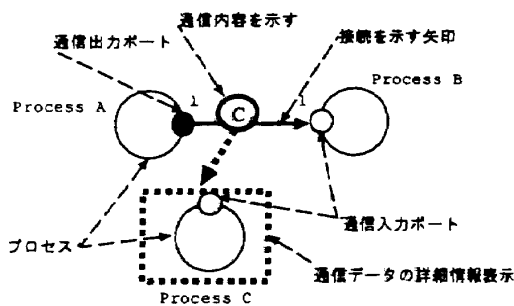 通信内容を示す
通信出力ポート
接続を示す矢印
Process A
1
C
1
Process B
プロセス
通信入力ポート
通信データの詳細情報表示
Process C